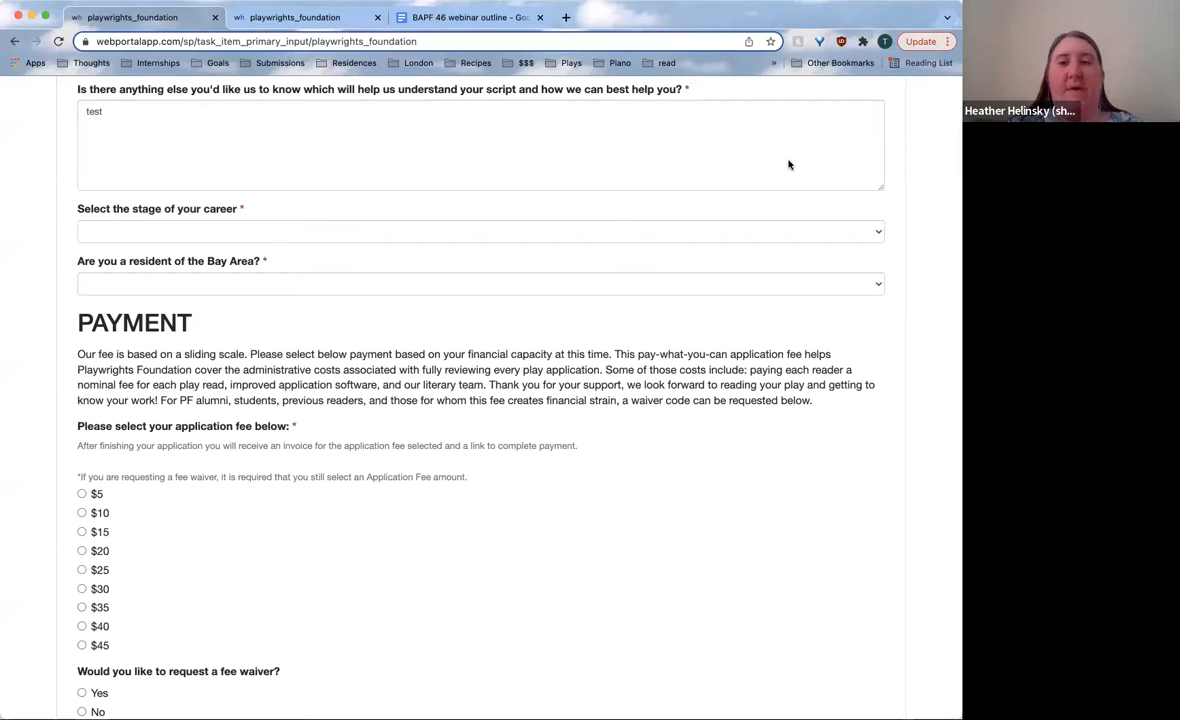 playwrights_foundation
playwrights_foundation
BAPF 46 webinar outline - Goo
webportalapp.com/sp/task_item_primary_input/playwrights_foundation
T
Update
Apps
Thoughts
Internships
Goals
Submissions
Residences
London
Recipes
$$$
Plays
Piano
read
»
Other Bookmarks
Reading List
Heather Helinsky (sh...
Is there anything else you'd like us to know which will help us understand your script and how we can best help you? *
test
Select the stage of your career *
Are you a resident of the Bay Area? *
PAYMENT
Our fee is based on a sliding scale. Please select below payment based on your financial capacity at this time. This pay-what-you-can application fee helps
Playwrights Foundation cover the administrative costs associated with fully reviewing every play application. Some of those costs include: paying each reader a
nominal fee for each play read, improved application software, and our literary team. Thank you for your support, we look forward to reading your play and getting to
know your work! For PF alumni, students, previous readers, and those for whom this fee creates financial strain, a waiver code can be requested below.
Please select your application fee below: *
After finishing your application you will receive an invoice for the application fee selected and a link to complete payment.
*If you are requesting a fee waiver, it is required that you still select an Application Fee amount.
$5
$10
$15
$20
$25
$30
$35
$40
$45
Would you like to request a fee waiver?
Yes
No